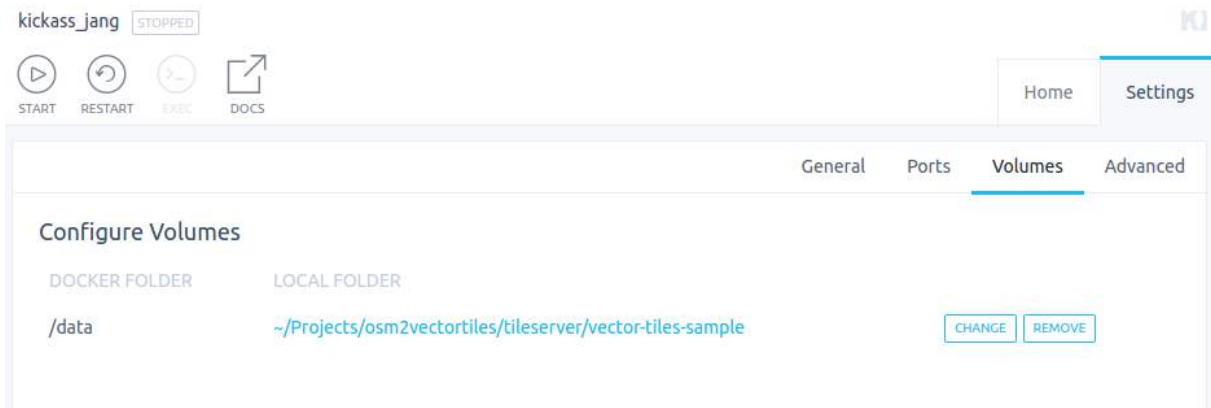 kickass_jang STOPPED
START RESTART EXEC DOCS
Home Settings
General Ports Volumes Advanced
Configure Volumes
DOCKER FOLDER LOCAL FOLDER
/data ~/Projects/osm2vectortiles/tileserver/vector-tiles-sample CHANGE REMOVE